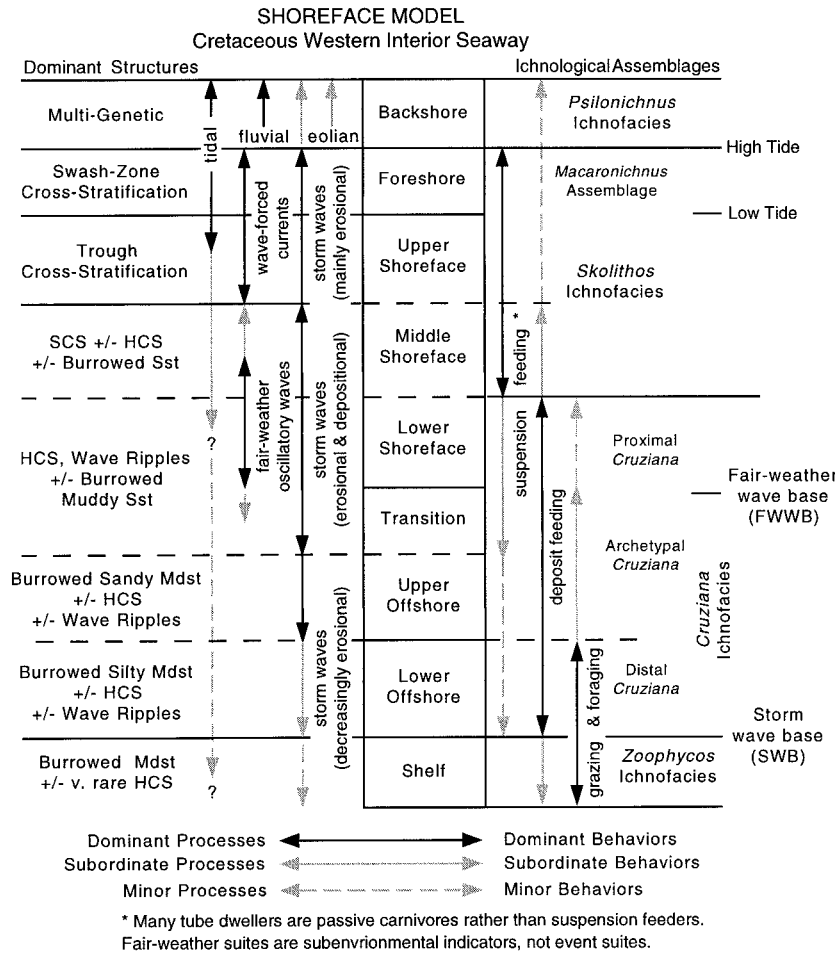 SHOREFACE MODEL
Cretaceous Western Interior Seaway
Dominant Structures
Ichnological Assemblages
Multi-Genetic
tidal
fluvial
eolian
Backshore
Psilonichnus
Ichnofacies
High Tide
Swash-Zone
Cross-Stratification
wave-forced
currents
storm waves
(mainly erosional)
Foreshore
Macaronichnus
Assemblage
Low Tide
Trough
Cross-Stratification
Upper
Shoreface
Skolithos
Ichnofacies
SCS +/- HCS
+/- Burrowed Sst
fair-weather
oscillatory waves
storm waves
(erosional & depositional)
Middle
Shoreface
suspension feeding *
?
HCS, Wave Ripples
+/- Burrowed
Muddy Sst
Lower
Shoreface
deposit feeding
Proximal
Cruziana
Fair-weather
wave base
(FWWB)
Transition
Archetypal
Cruziana
Cruziana
Ichnofacies
Burrowed Sandy Mdst
+/- HCS
+/- Wave Ripples
storm waves
(decreasingly erosional)
Upper
Offshore
Burrowed Silty Mdst
+/- HCS
+/- Wave Ripples
Lower
Offshore
grazing & foraging
Distal
Cruziana
Storm
wave base
(SWB)
Burrowed Mdst
+/- v. rare HCS
?
Shelf
Zoophycos
Ichnofacies
Dominant Processes
Dominant Behaviors
Subordinate Processes
Subordinate Behaviors
Minor Processes
Minor Behaviors
* Many tube dwellers are passive carnivores rather than suspension feeders.
Fair-weather suites are subenvrionmental indicators, not event suites.